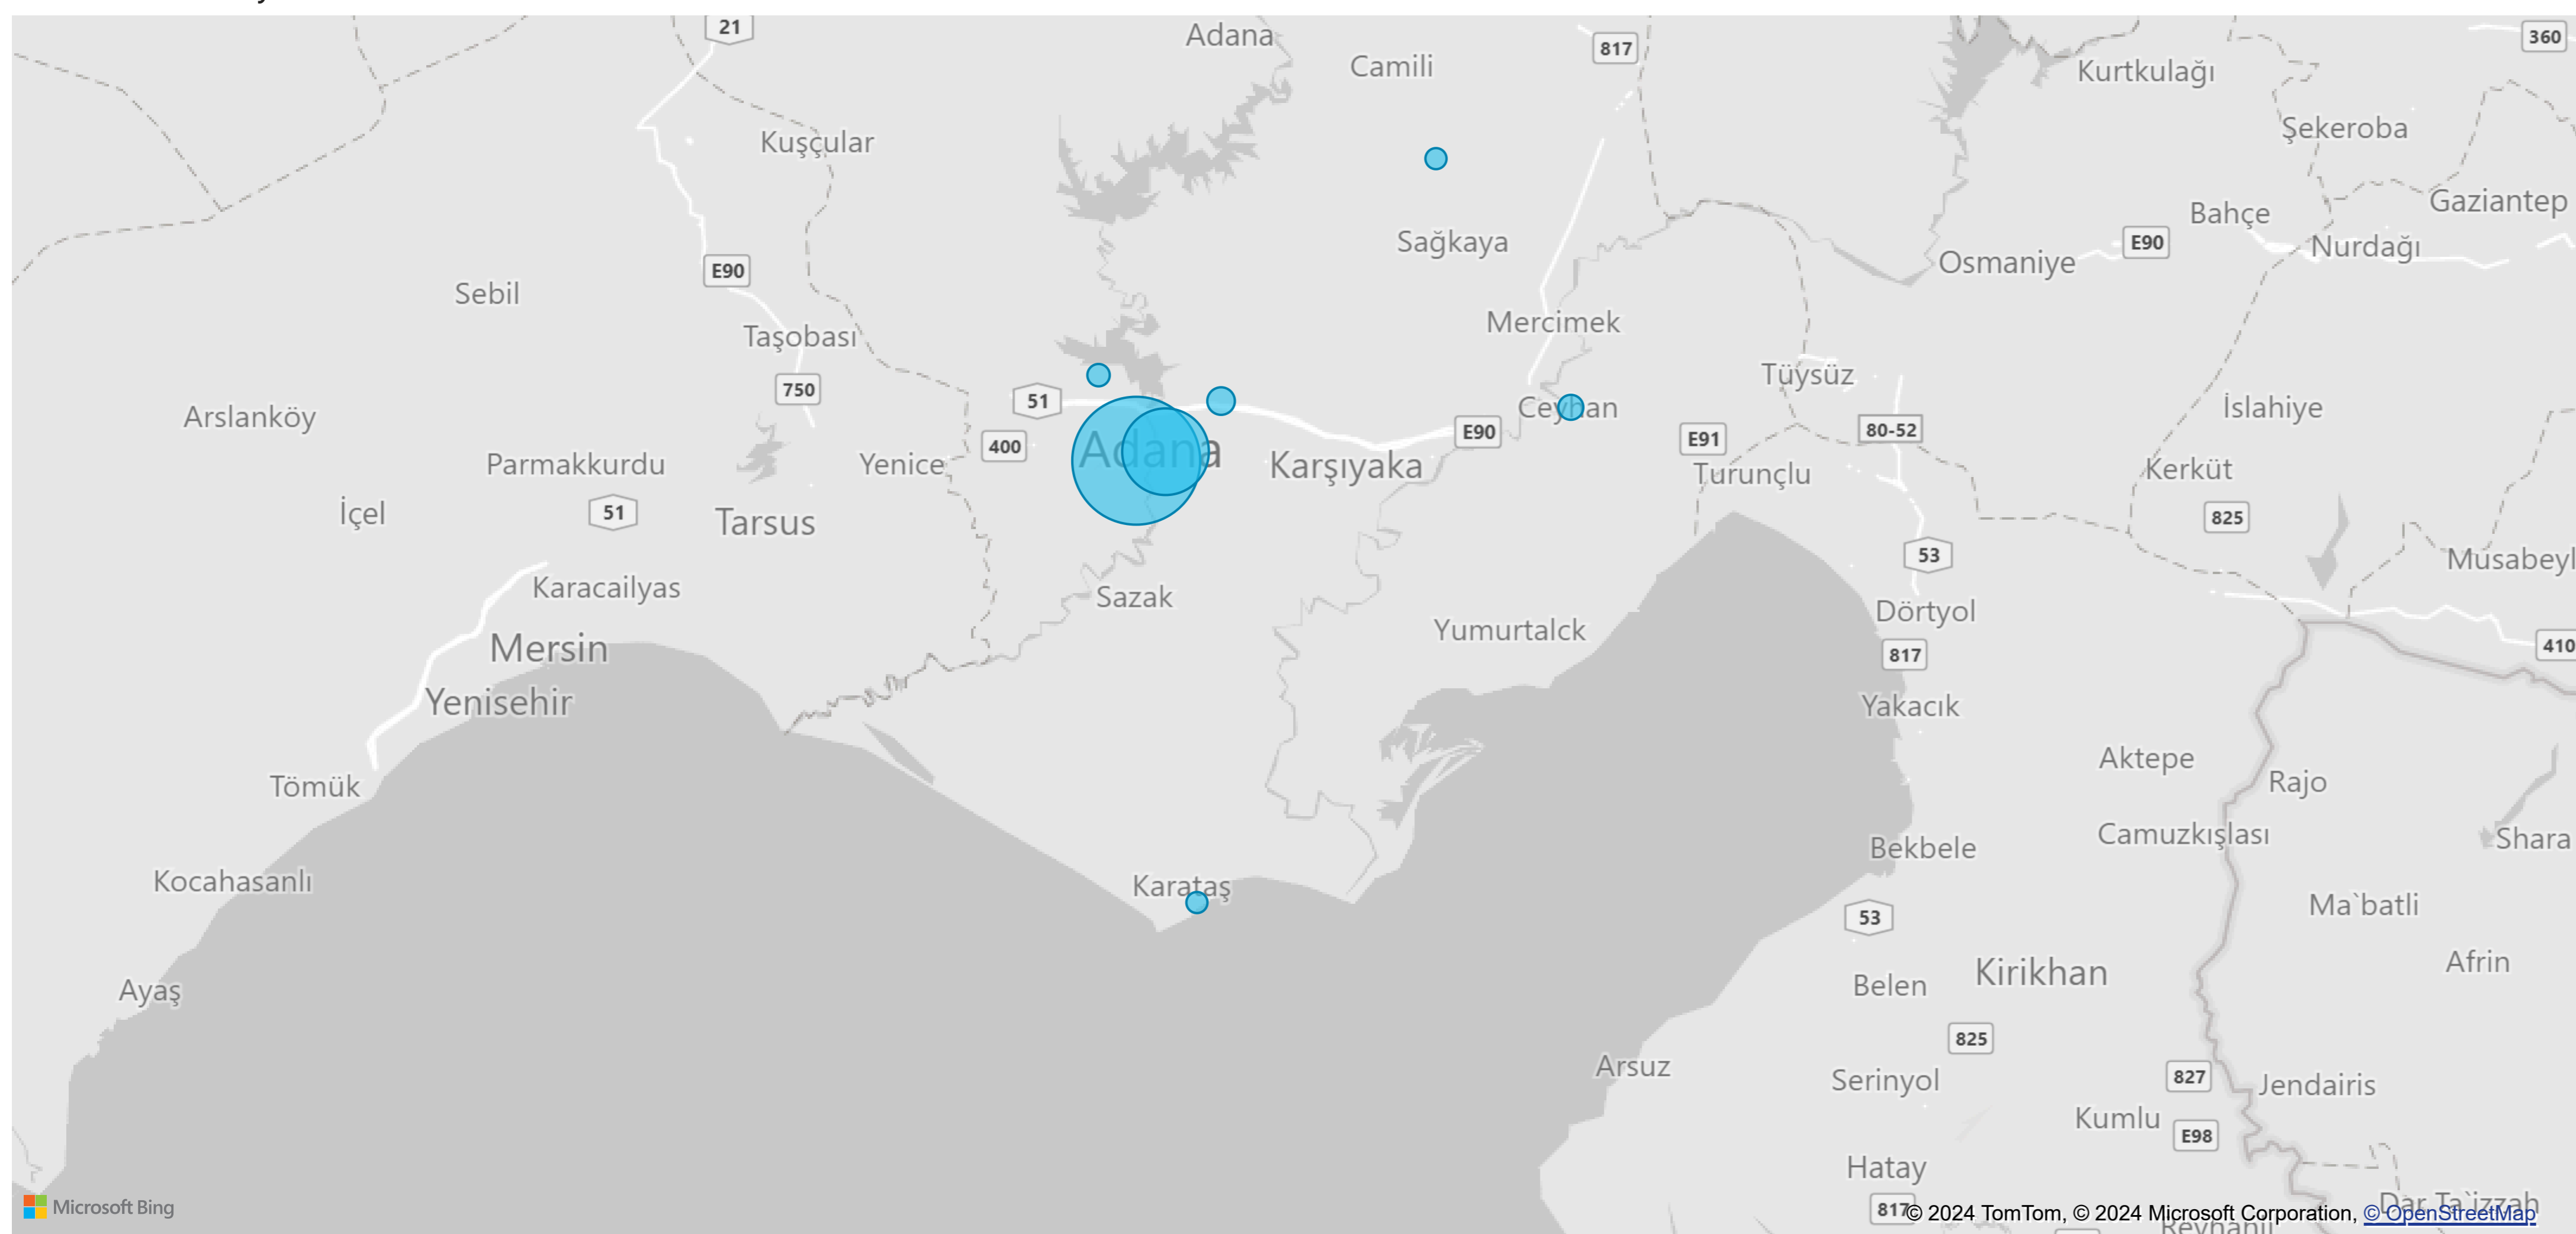 21
Adana
Camili
817
360
Kurtkulağı
Kuşçular
Şekeroba
Gaziantep
Bahçe
Sağkaya
E90
Nurdağı
Osmaniye
E90
Sebil
Mercimek
Taşobası
Tüysüz
750
51
Ceyhan
İslahiye
Arslanköy
400
Adana
E90
E91
80-52
Parmakkurdu
Yenice
Karşıyaka
Turunçlu
Kerküt
İçel
51
Tarsus
825
53
Musabeyl
Karacailyas
Sazak
Dörtyol
Yumurtalck
Mersin
817
410
Yenisehir
Yakacık
Aktepe
Rajo
Tömük
Camuzkışlası
Shara
Bekbele
Kocahasanlı
Karataş
Ma`batli
53
Afrin
Kirikhan
Belen
Ayaş
825
Arsuz
Serinyol
827
Jendairis
Kumlu
E98
Hatay
Dar Ta`izzah
Microsoft Bing
817
© 2024 TomTom, © 2024 Microsoft Corporation, © OpenStreetMap